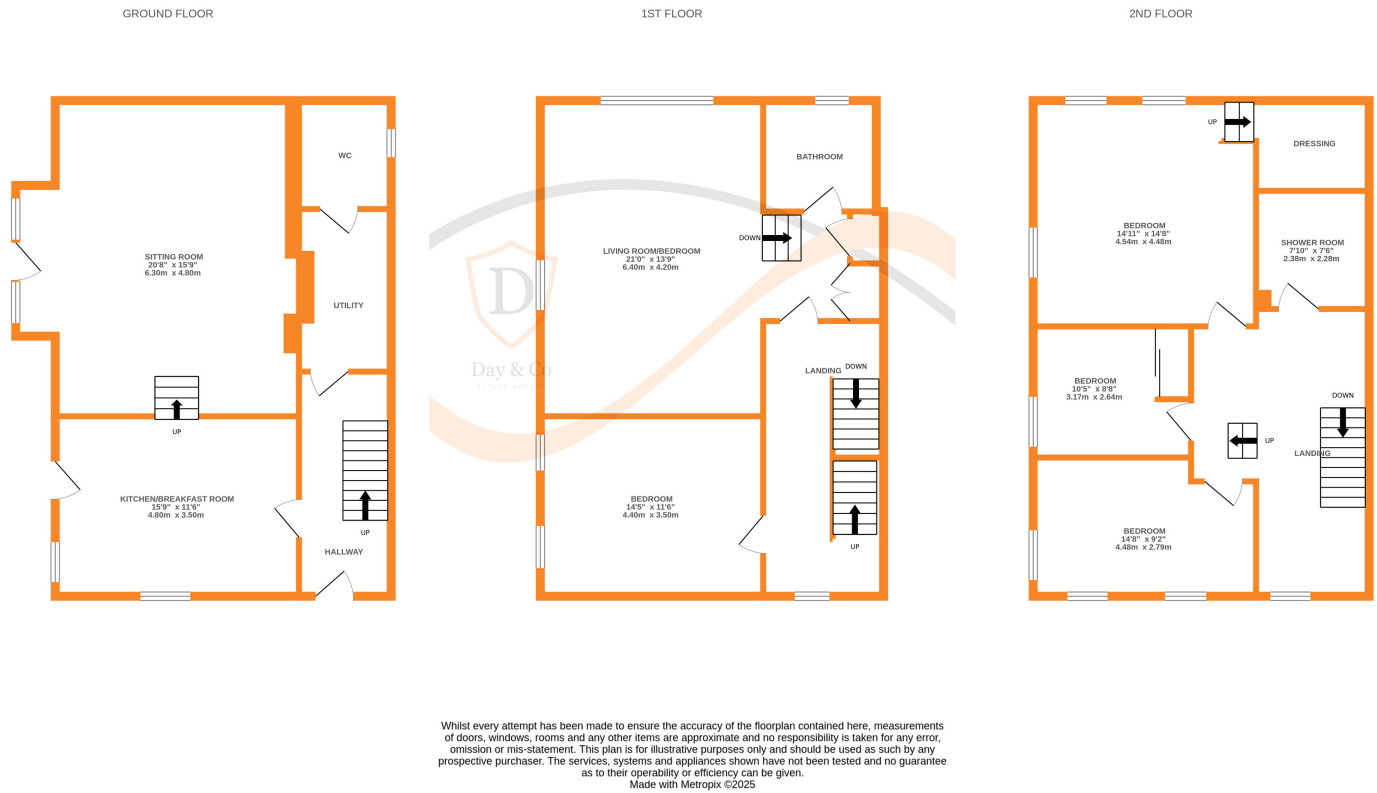 GROUND FLOOR
WC
SITTING ROOM
20'8" x 15'9"
6.30m x 4.80m
UTILITY
UP
KITCHEN/BREAKFAST ROOM
15'9" x 11'6"
4.80m x 3.50m
UP
HALLWAY
1ST FLOOR
BATHROOM
DOWN
LIVING ROOM/BEDROOM
21'0" x 13'9"
6.40m x 4.20m
D
Day & Co
ESTATE AGENTS
LANDING
DOWN
BEDROOM
14'5" x 11'6"
4.40m x 3.50m
UP
2ND FLOOR
UP
DRESSING
BEDROOM
14'11" x 14'8"
4.54m x 4.48m
SHOWER ROOM
7'10" x 7'6"
2.38m x 2.28m
BEDROOM
10'5" x 8'8"
3.17m x 2.64m
DOWN
UP
LANDING
BEDROOM
14'8" x 9'2"
4.48m x 2.79m
Whilst every attempt has been made to ensure the accuracy of the floorplan contained here, measurements
of doors, windows, rooms and any other items are approximate and no responsibility is taken for any error,
omission or mis-statement. This plan is for illustrative purposes only and should be used as such by any
prospective purchaser. The services, systems and appliances shown have not been tested and no guarantee
as to their operability or efficiency can be given.
Made with Metropix ©2025